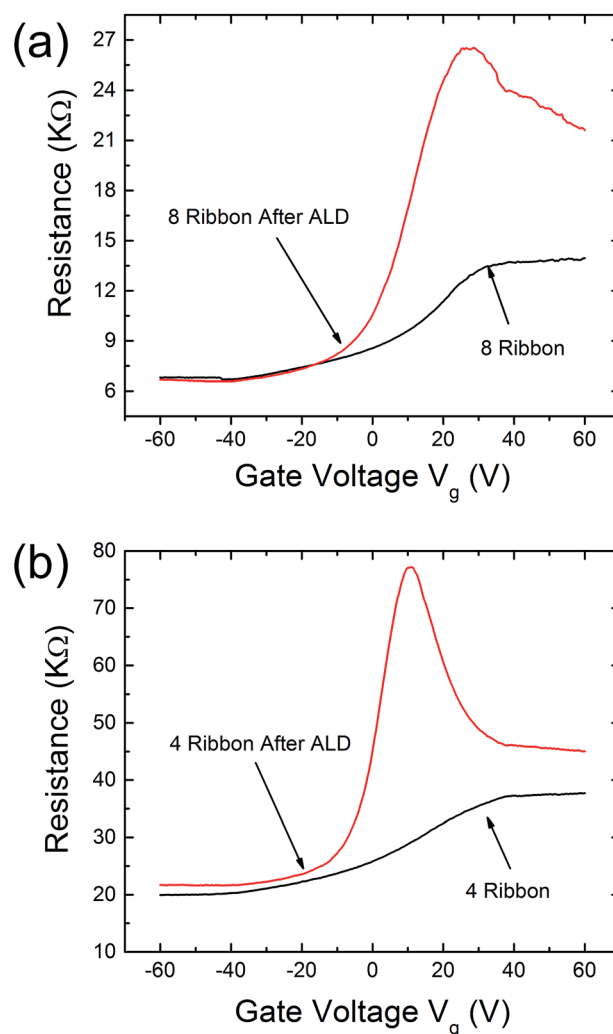 (a)
Resistance (KΩ)
27
24
21
18
15
12
9
6
8 Ribbon After ALD
8 Ribbon
-60 -40 -20 0 20 40 60
Gate Voltage Vg (V)
(b)
Resistance (KΩ)
80
70
60
50
40
30
20
10
4 Ribbon After ALD
4 Ribbon
-60 -40 -20 0 20 40 60
Gate Voltage Vg (V)